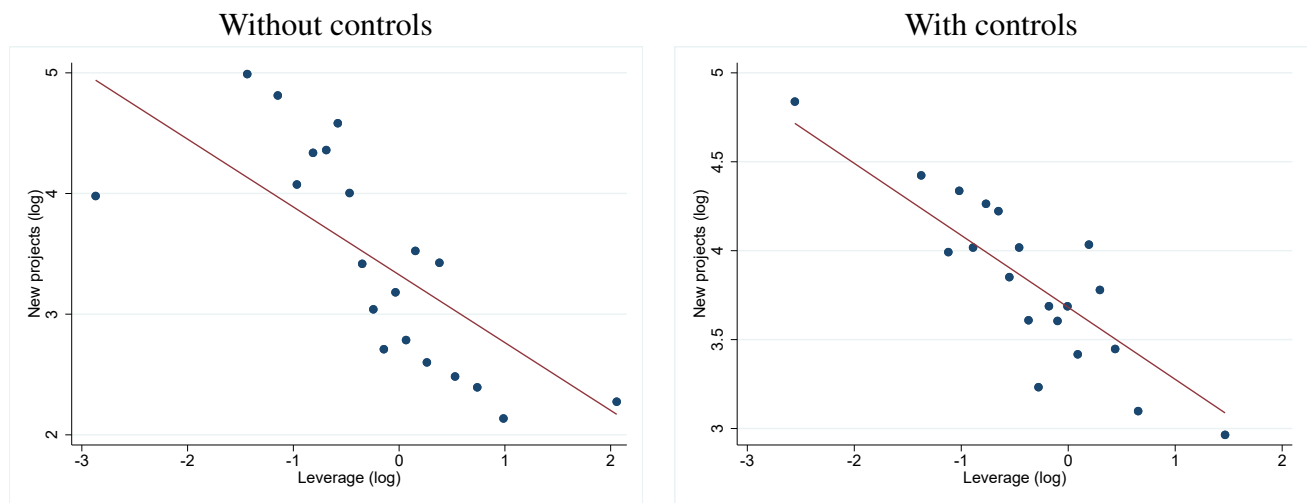 Without controls
With controls
5
4
3
2
New projects (log)
-3 -2 -1 0 1 2
Leverage (log)
5
4.5
4
3.5
3
New projects (log)
-3 -2 -1 0 1 2
Leverage (log)